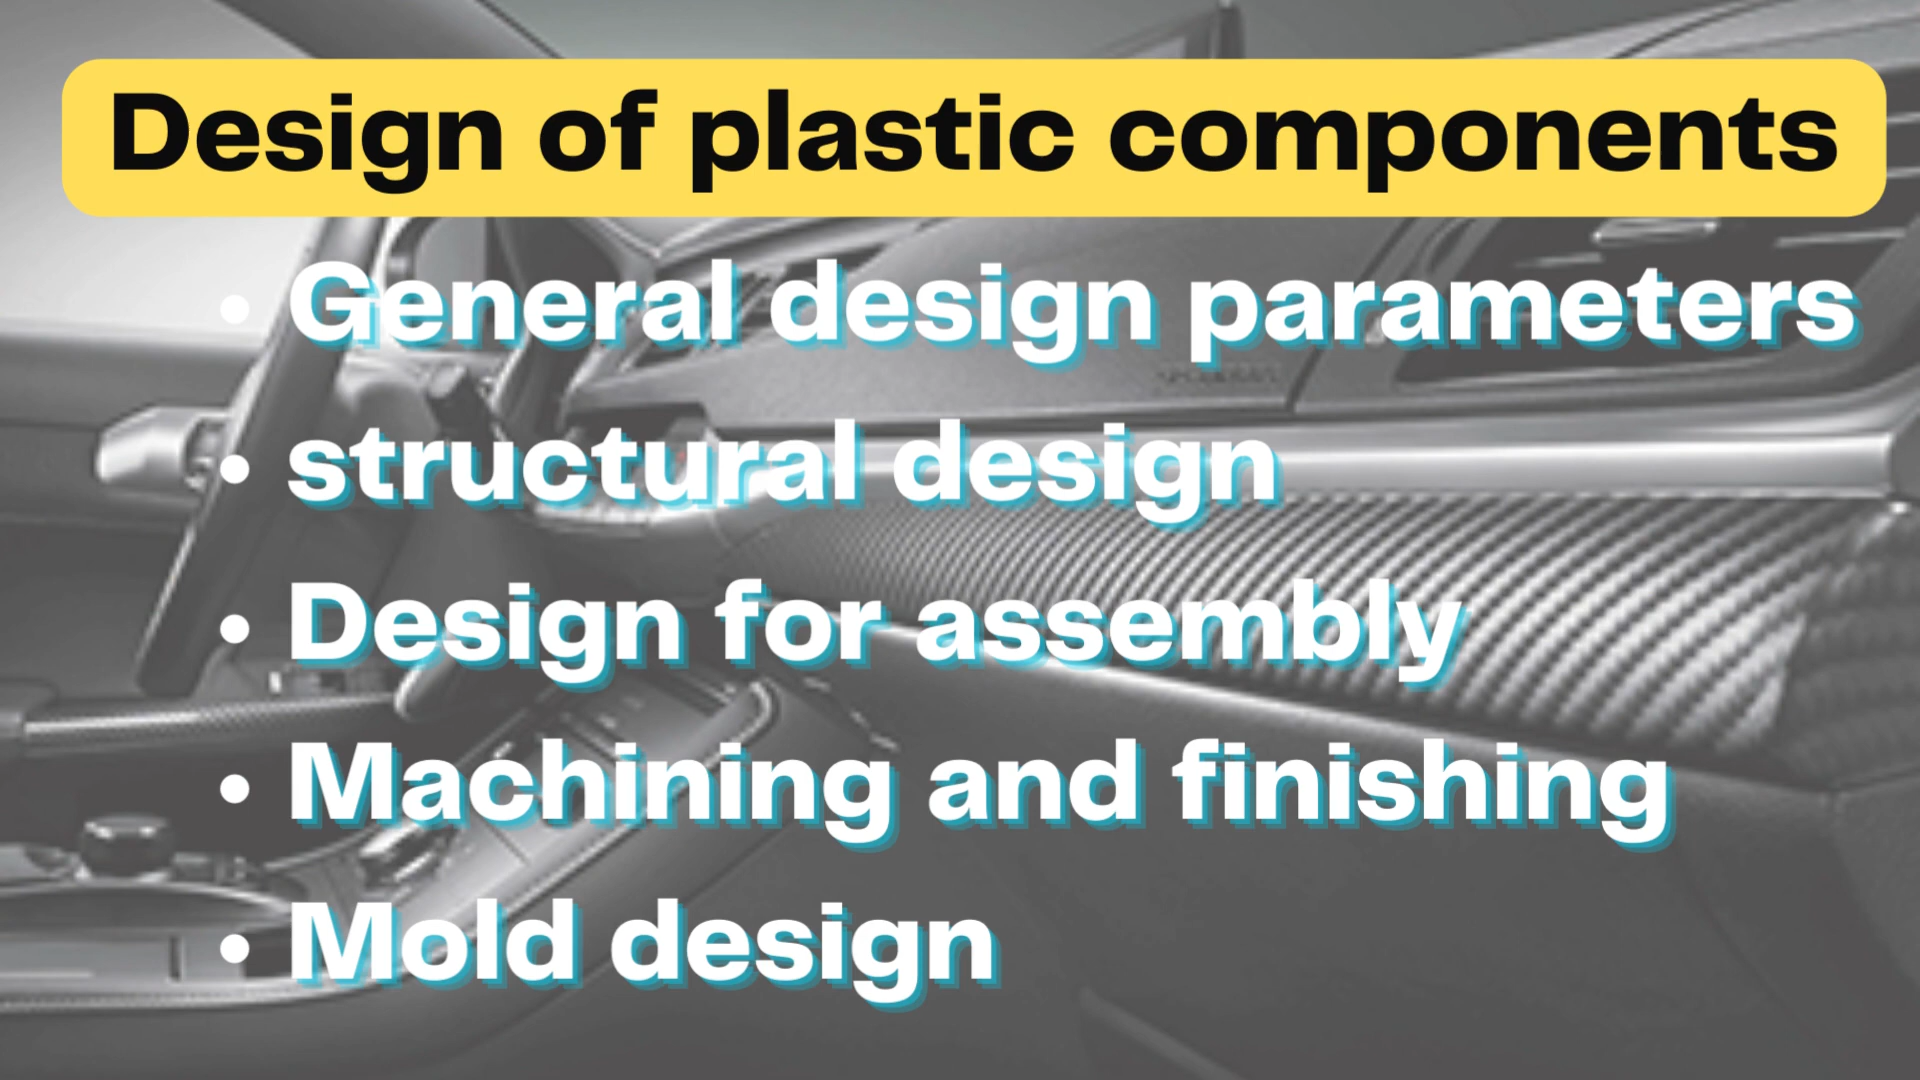 Design of plastic components
• General design parameters
• structural design
• Design for assembly
• Machining and finishing
• Mold design